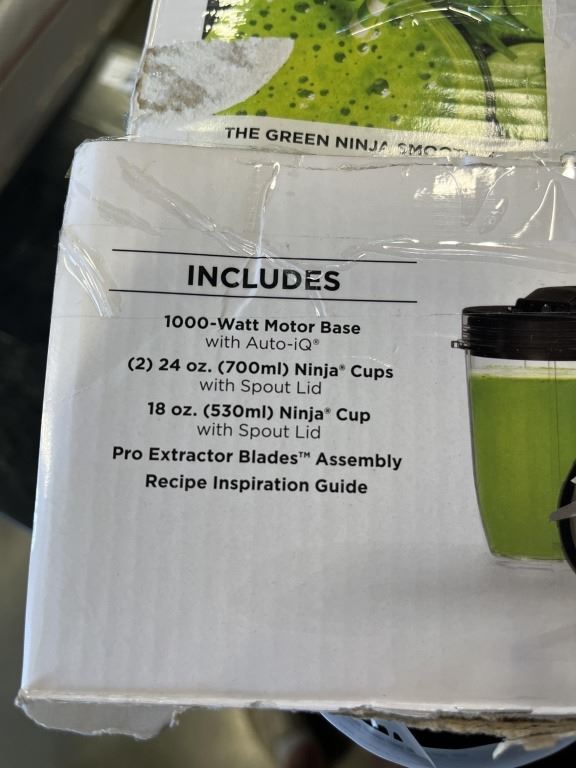 THE GREEN NINJA
INCLUDES
1000-Watt Motor Base
with Auto-iQ®
(2) 24 oz. (700ml) Ninja® Cups
with Spout Lid
18 oz. (530ml) Ninja® Cup
with Spout Lid
Pro Extractor Blades™ Assembly
Recipe Inspiration Guide